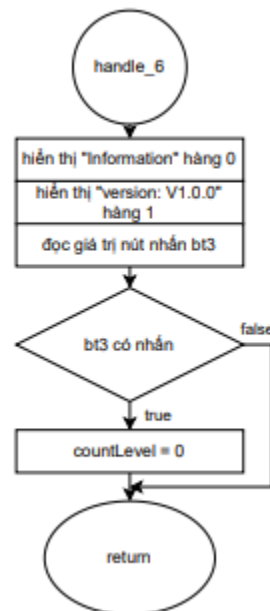 handle_6
hiển thị "Information" hàng 0
hiển thị "version: V1.0.0"
hàng 1
đọc giá trị nút nhấn bt3
bt3 có nhấn
false
true
countLevel = 0
return